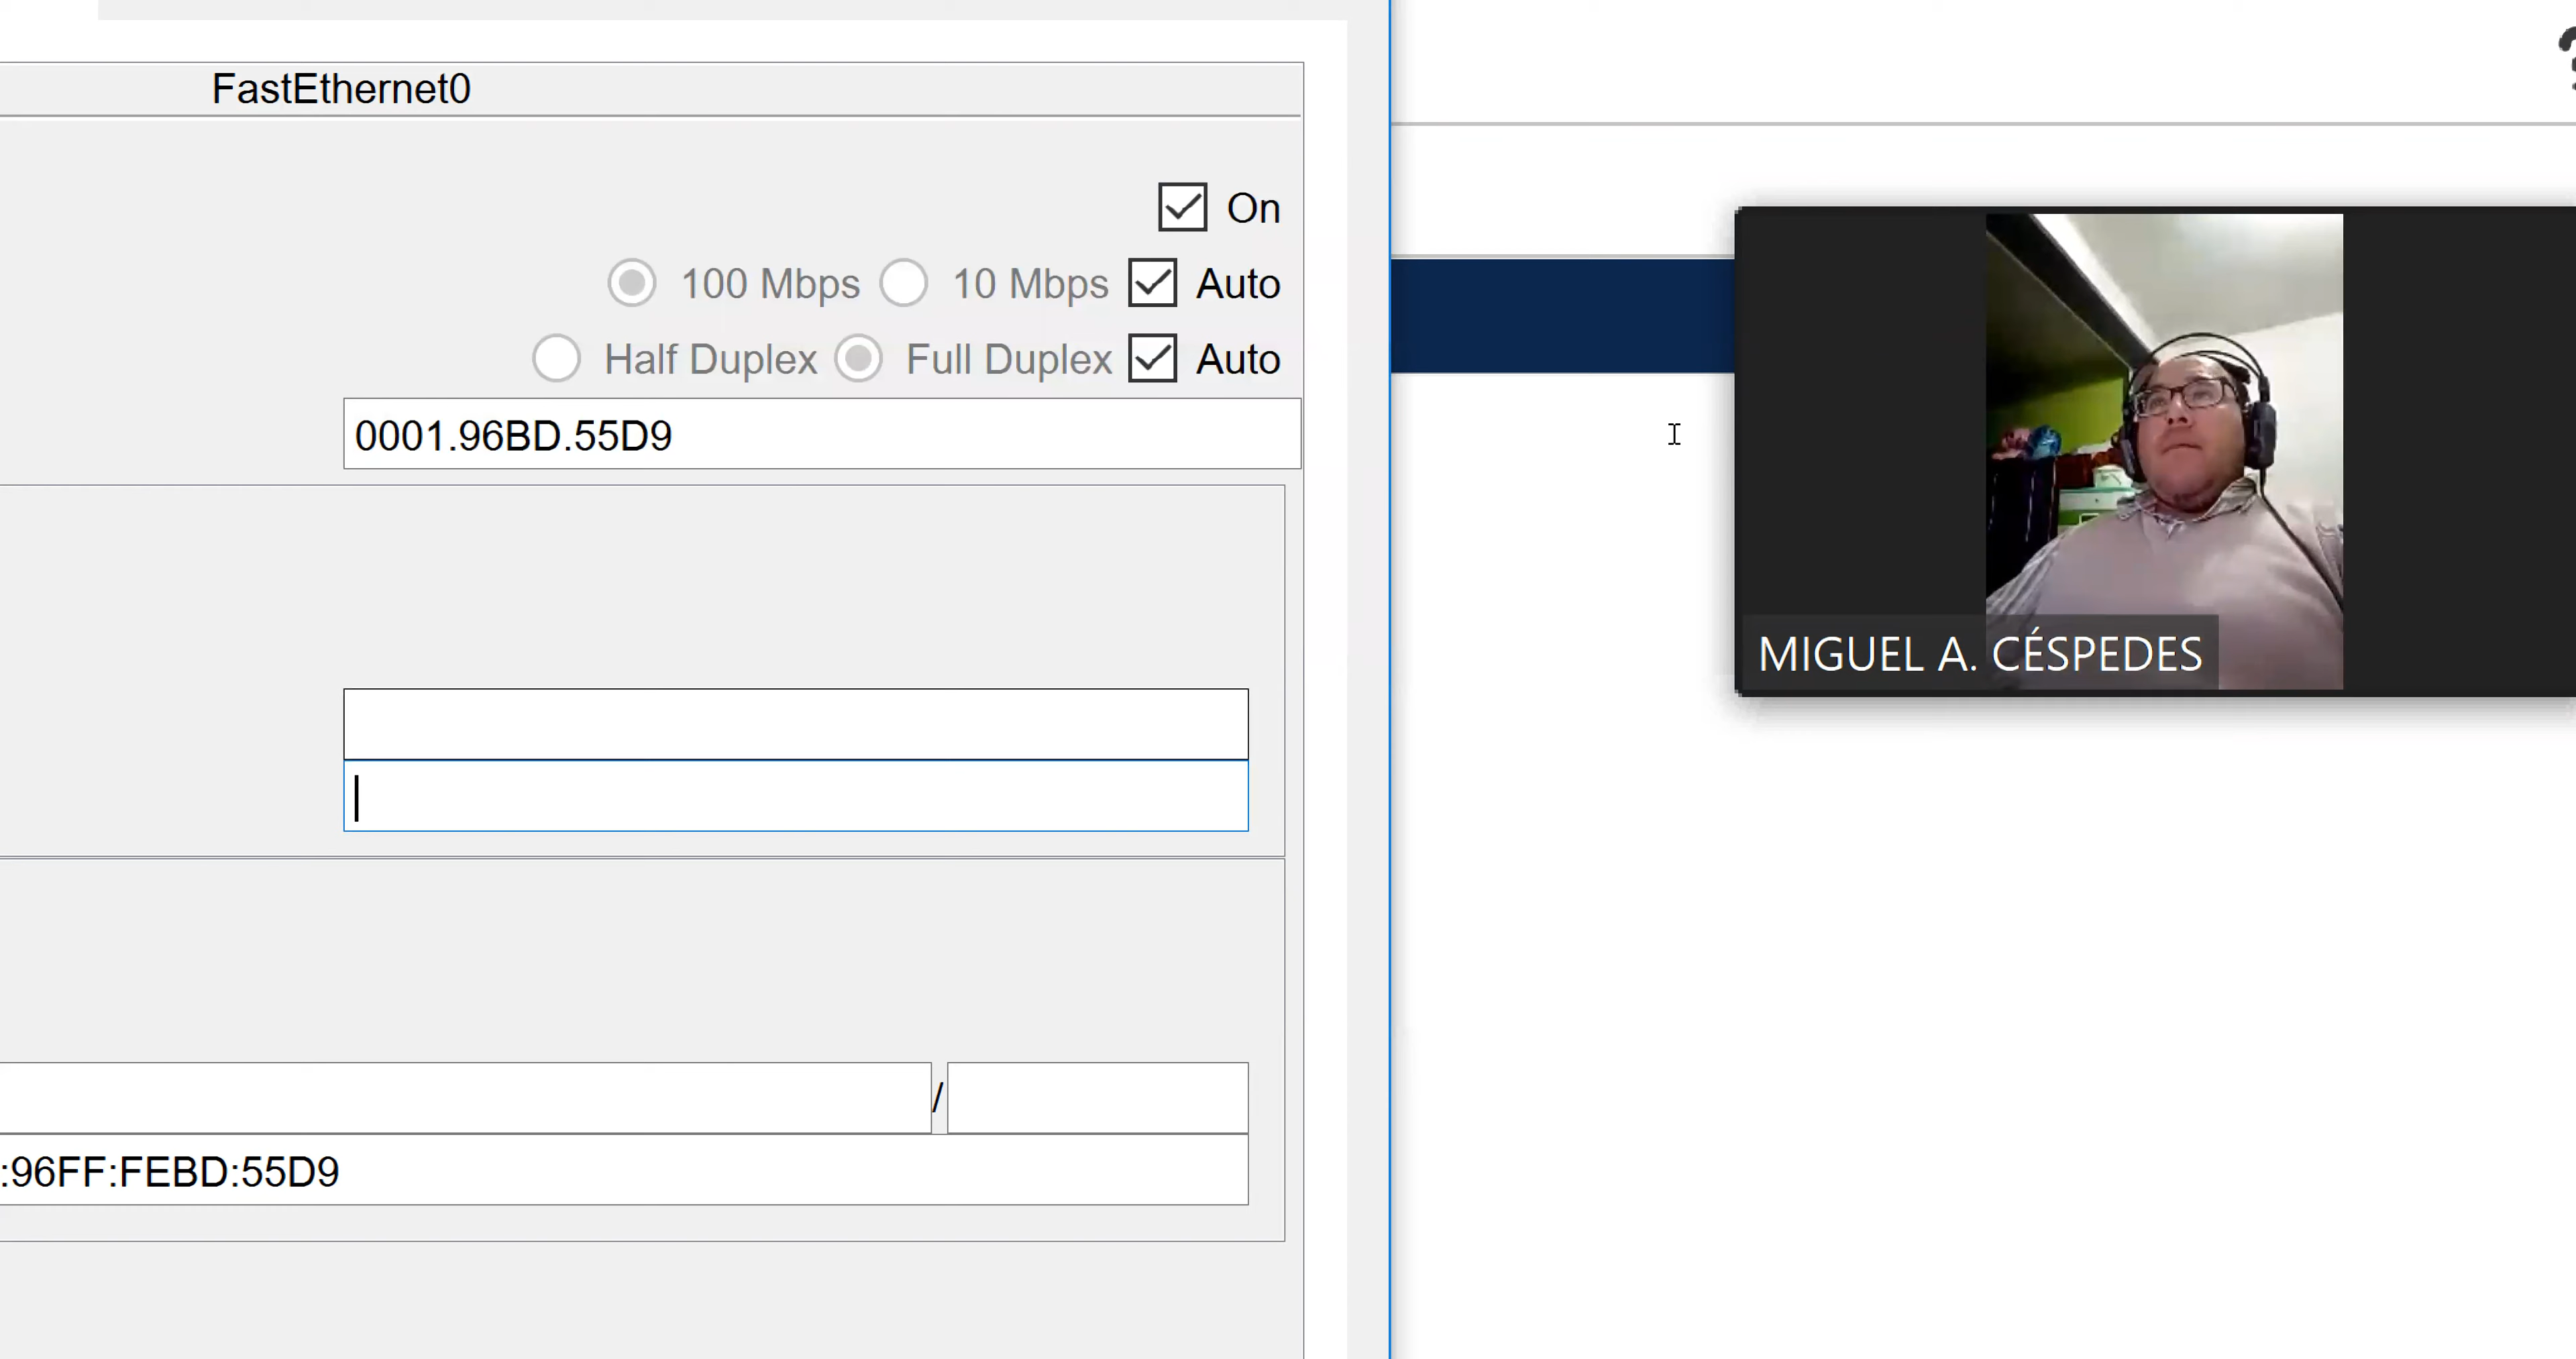 FastEthernet0
On
100 Mbps 10 Mbps Auto
Half Duplex Full Duplex Auto
0001.96BD.55D9
/
:96FF:FEBD:55D9
MIGUEL A. CÉSPEDES